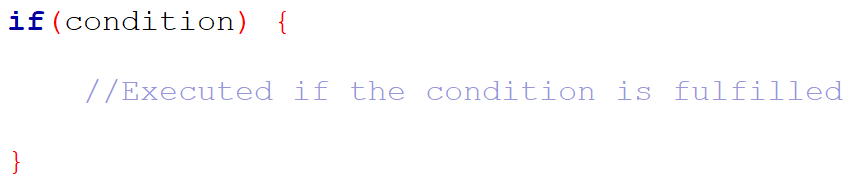 if(condition) {
//Executed if the condition is fulfilled
}